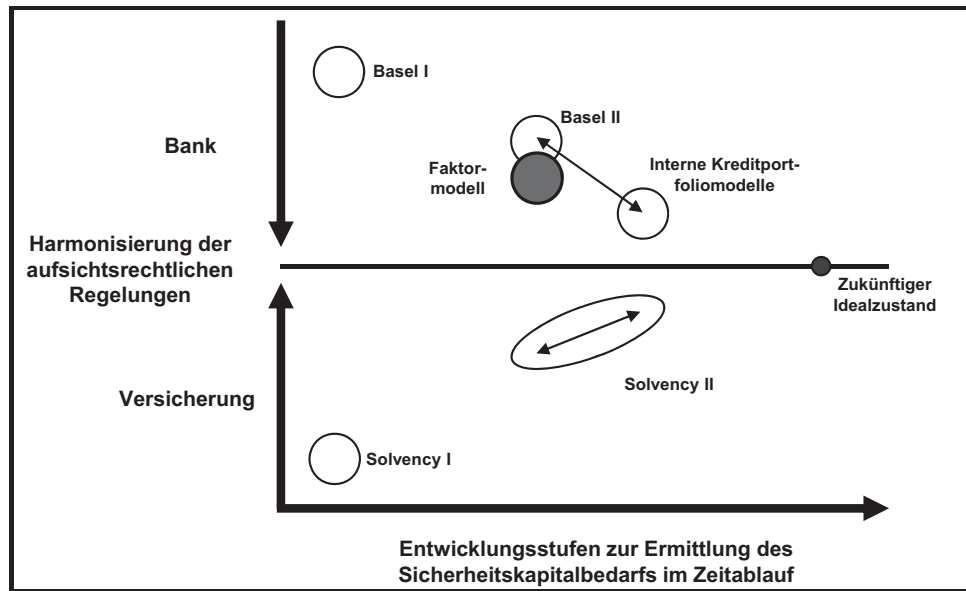 Basel I
Basel II
Bank
Faktor-
modell
Interne Kreditport-
foliomodelle
Harmonisierung der
aufsichtsrechtlichen
Regelungen
Zukünftiger
Idealzustand
Versicherung
Solvency II
Solvency I
Entwicklungsstufen zur Ermittlung des
Sicherheitskapitalbedarfs im Zeitablauf